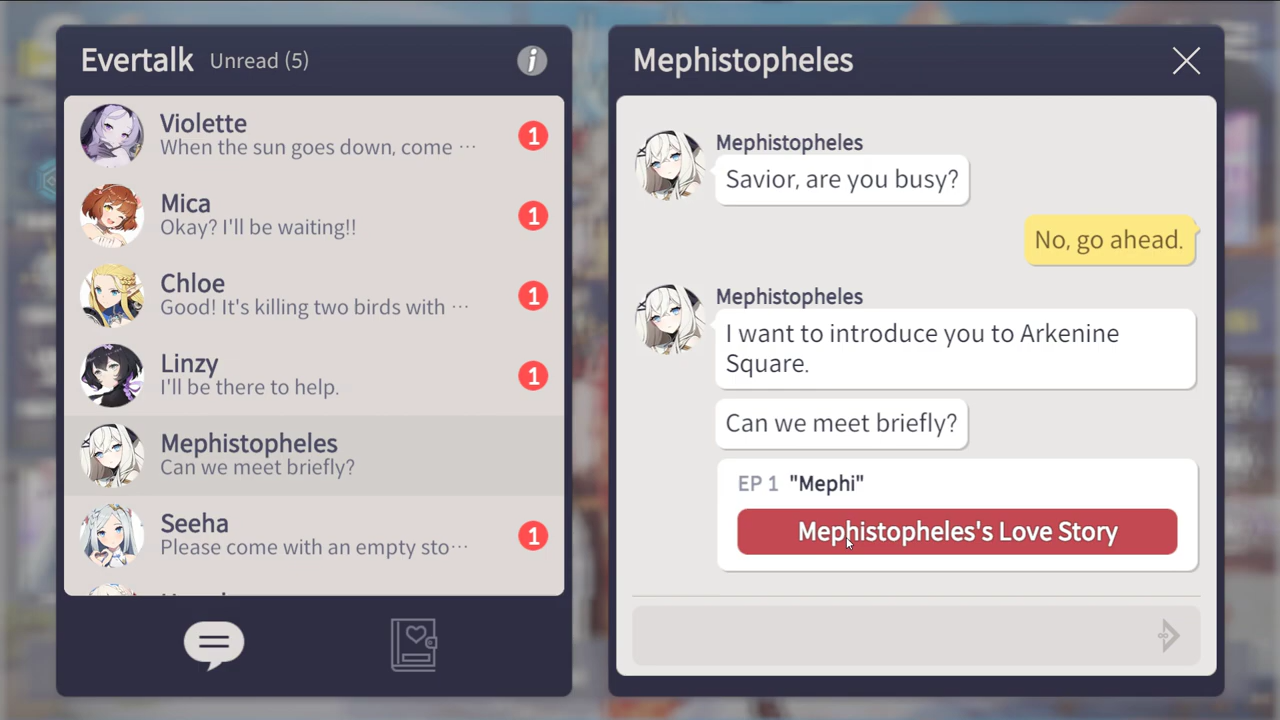 Evertalk Unread (5)
i
Violette
When the sun goes down, come ···
1
Mica
Okay? I'll be waiting!!
1
Chloe
Good! It's killing two birds with ···
1
Linzy
I'll be there to help.
1
Mephistopheles
Can we meet briefly?
Seeha
Please come with an empty sto···
1
Mephistopheles
Mephistopheles
Savior, are you busy?
No, go ahead.
Mephistopheles
I want to introduce you to Arkenine
Square.
Can we meet briefly?
EP 1 "Mephi"
Mephistopheles's Love Story